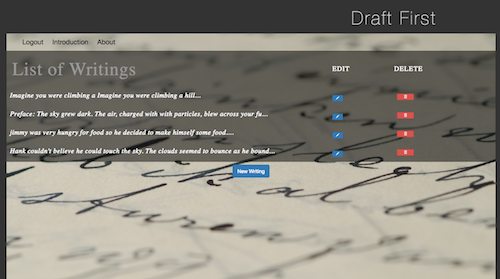 Draft First
Logout Introduction About
List of Writings EDIT DELETE
Imagine you were climbing a Imagine you were climbing a hill...
Preface: The sky grew dark. The air, charged with with particles, blew across your fu...
jimmy was very hungry for food so he decided to make himself some food....
Hank couldn't believe he could touch the sky. The clouds seemed to bounce as he bound...
New Writing